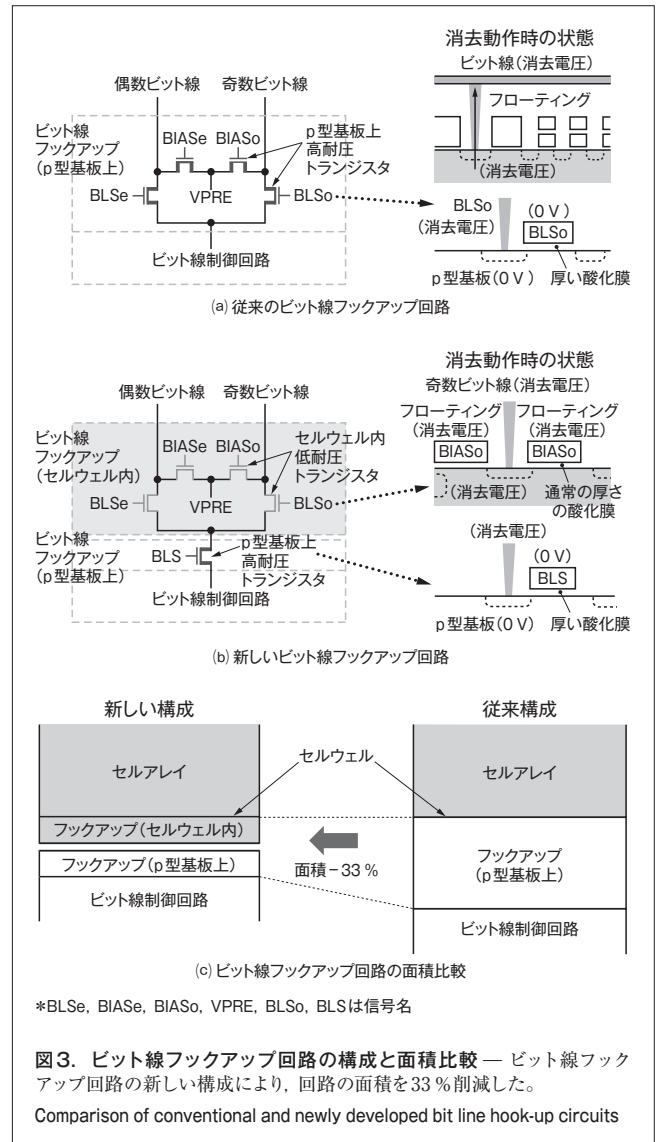 消去動作時の状態
偶数ビット線
奇数ビット線
ビット線(消去電圧)
フローティング
ビット線
フックアップ
(p型基板上)
BIASe
BIASo
p型基板上
高耐圧
トランジスタ
BLSe
VPRE
BLSo
(消去電圧)
BLSo
(消去電圧)
(0 V)
BLSo
ビット線制御回路
p型基板(0 V)
厚い酸化膜
(a) 従来のビット線フックアップ回路
消去動作時の状態
偶数ビット線
奇数ビット線
奇数ビット線(消去電圧)
フローティング
(消去電圧)
フローティング
(消去電圧)
ビット線
フックアップ
(セルウェル内)
BIASe
BIASo
セルウェル内
低耐圧
トランジスタ
BIASo
BIASo
BLSe
VPRE
BLSo
(消去電圧)
通常の厚さ
の酸化膜
ビット線
フックアップ
(p型基板上)
BLS
p型基板上
高耐圧
トランジスタ
(消去電圧)
(0 V)
BLS
ビット線制御回路
p型基板(0 V)
厚い酸化膜
(b) 新しいビット線フックアップ回路
新しい構成
従来構成
セルアレイ
セルウェル
セルアレイ
フックアップ(セルウェル内)
フックアップ(p型基板上)
面積-33 %
フックアップ
(p型基板上)
ビット線制御回路
ビット線制御回路
(c) ビット線フックアップ回路の面積比較
*BLSe, BIASe, BIASo, VPRE, BLSo, BLSは信号名
図3. ビット線フックアップ回路の構成と面積比較 — ビット線フック
アップ回路の新しい構成により, 回路の面積を33 %削減した。
Comparison of conventional and newly developed bit line hook-up circuits